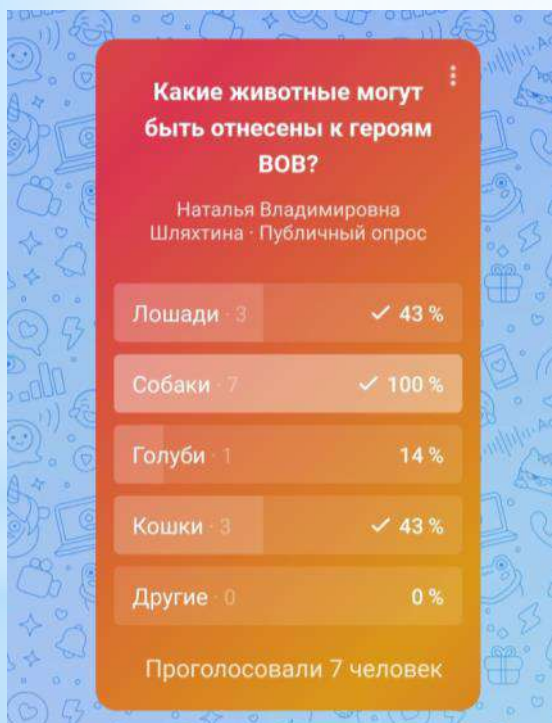 Какие животные могут
быть отнесены к героям
ВОВ?
Наталья Владимировна
Шляхтина · Публичный опрос
Лошади · 3 ✓ 43 %
Собаки · 7 ✓ 100 %
Голуби · 1 14 %
Кошки · 3 ✓ 43 %
Другие · 0 0 %
Проголосовали 7 человек